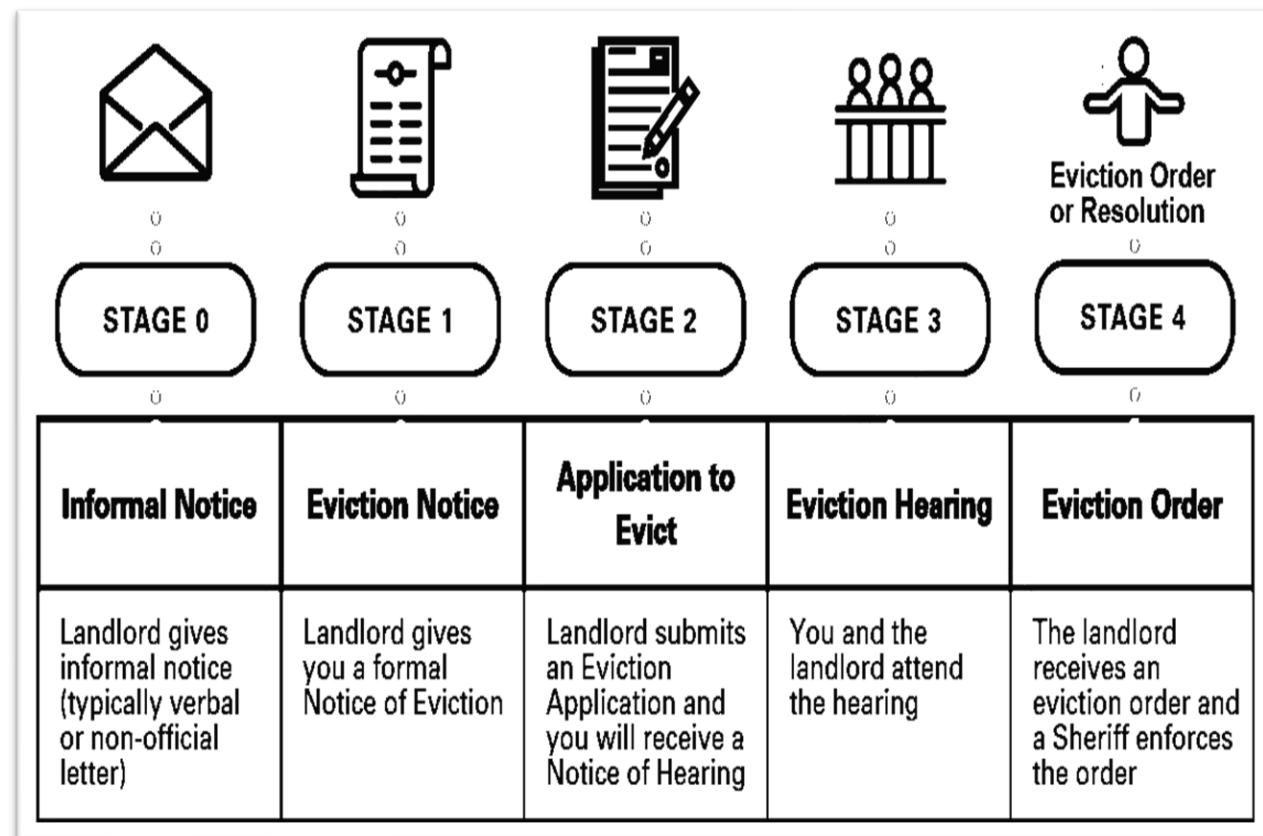 Eviction Order
or Resolution
STAGE 0
STAGE 1
STAGE 2
STAGE 3
STAGE 4
Informal Notice
Eviction Notice
Application to
Evict
Eviction Hearing
Eviction Order
Landlord gives
informal notice
(typically verbal
or non-official
letter)
Landlord gives
you a formal
Notice of Eviction
Landlord submits
an Eviction
Application and
you will receive a
Notice of Hearing
You and the
landlord attend
the hearing
The landlord
receives an
eviction order and
a Sheriff enforces
the order